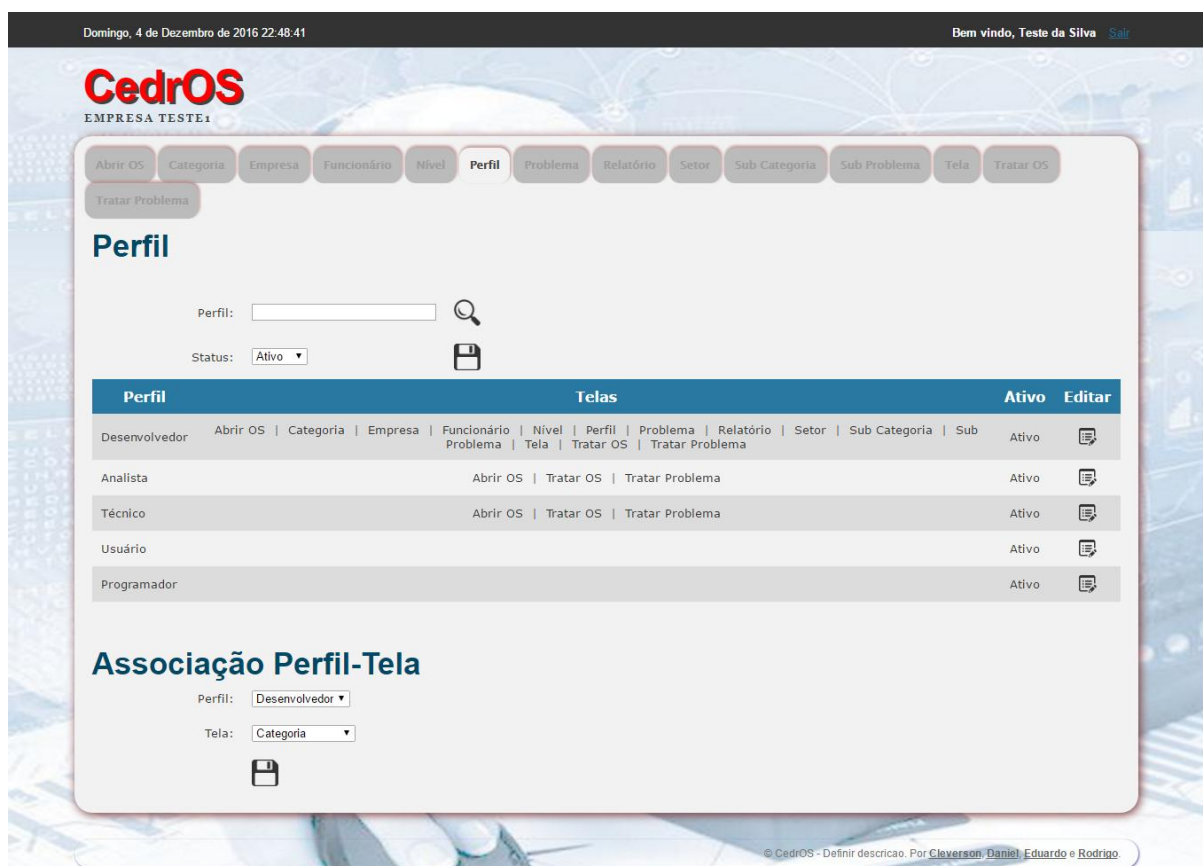 Domingo, 4 de Dezembro de 2016 22:48:41 Bem vindo, Teste da Silva Sair
CedrOS
EMPRESA TESTE1
Abrir OS Categoria Empresa Funcionário Nível Perfil Problema Relatório Setor Sub Categoria Sub Problema Tela Tratar OS
Tratar Problema
Perfil
Perfil:
Status: Ativo
Perfil Telas Ativo Editar
Desenvolvedor Abrir OS | Categoria | Empresa | Funcionário | Nível | Perfil | Problema | Relatório | Setor | Sub Categoria | Sub Ativo
Problema | Tela | Tratar OS | Tratar Problema
Analista Abrir OS | Tratar OS | Tratar Problema Ativo
Técnico Abrir OS | Tratar OS | Tratar Problema Ativo
Usuário Ativo
Programador Ativo
Associação Perfil-Tela
Perfil: Desenvolvedor
Tela: Categoria
© CedrOS - Definir descricao. Por Cleverson, Daniel, Eduardo e Rodrigo.